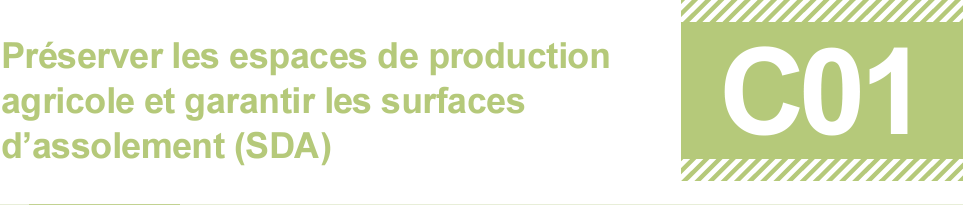 Préserver les espaces de production
agricole et garantir les surfaces
d’assolement (SDA)
C01